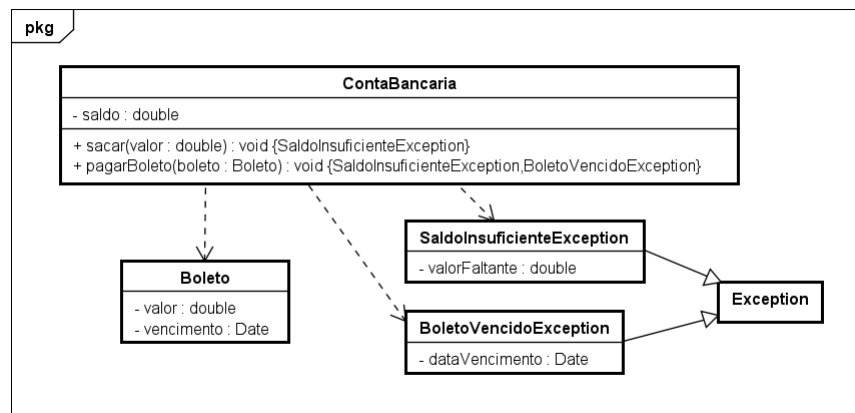 pkg
ContaBancaria
- saldo : double
+ sacar(valor : double) : void {SaldoInsuficienteException}
+ pagarBoleto(boleto : Boleto) : void {SaldoInsuficienteException,BoletoVencidoException}
SaldoInsuficienteException
- valorFaltante : double
Boleto
- valor : double
- vencimento : Date
Exception
BoletoVencidoException
- dataVencimento : Date